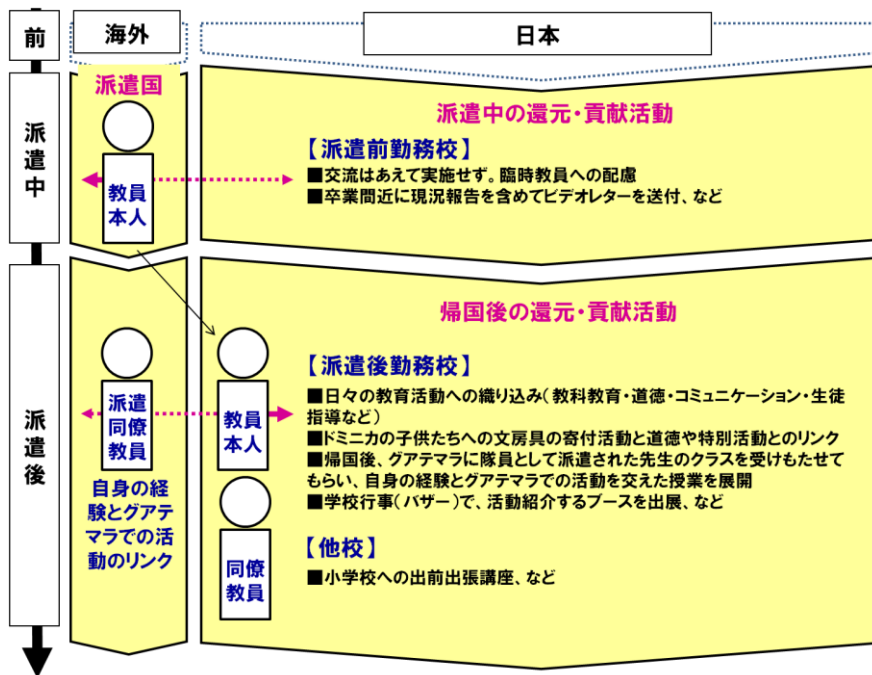 前
海外
日本
派遣中
派遣国
教員
本人
派遣中の還元・貢献活動
【派遣前勤務校】
■交流はあえて実施せず。臨時教員への配慮
■卒業間近に現況報告を含めてビデオレターを送付、など
派遣後
派遣
同僚
教員
自身の経
験とグアテ
マラでの活
動のリンク
教員
本人
同僚
教員
帰国後の還元・貢献活動
【派遣後勤務校】
■日々の教育活動への織り込み(教科教育・道徳・コミュニケーション・生徒
指導など)
■ドミニカの子供たちへの文房具の寄付活動と道徳や特別活動とのリンク
■帰国後、グアテマラに隊員として派遣された先生のクラスを受けもたせて
もらい、自身の経験とグアテマラでの活動を交えた授業を展開
■学校行事(バザー)で、活動紹介するブースを出展、など
【他校】
■小学校への出前出張講座、など